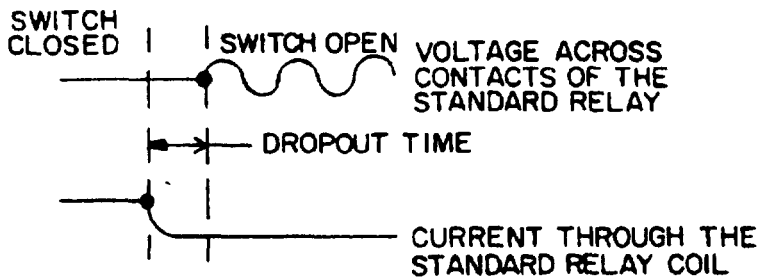 SWITCH
CLOSED
SWITCH OPEN
VOLTAGE ACROSS
CONTACTS OF THE
STANDARD RELAY
DROPOUT TIME
CURRENT THROUGH THE
STANDARD RELAY COIL